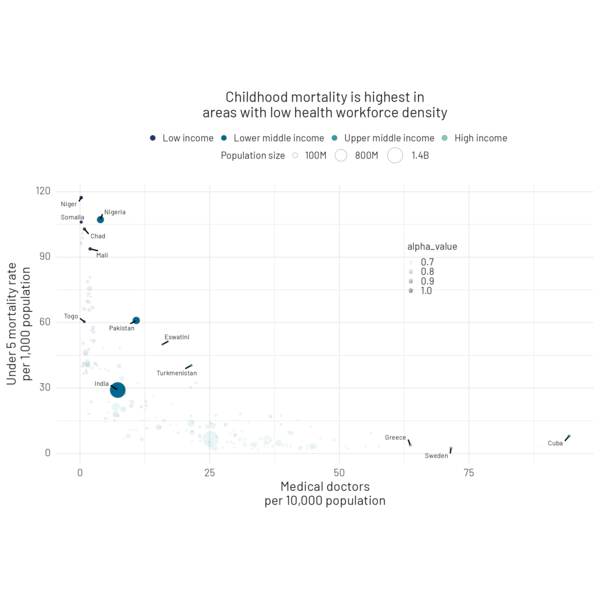 Childhood mortality is highest in
areas with low health workforce density
Low income
Lower middle income
Upper middle income
High income
Population size
100M
800M
1.4B
120
90
60
30
0
Under 5 mortality rate
per 1,000 population
Niger
Nigeria
Somalia
Chad
Mali
alpha_value
0.7
0.8
0.9
1.0
Togo
Pakistan
Eswatini
Turkmenistan
India
Greece
Sweden
Cuba
0
25
50
75
Medical doctors
per 10,000 population